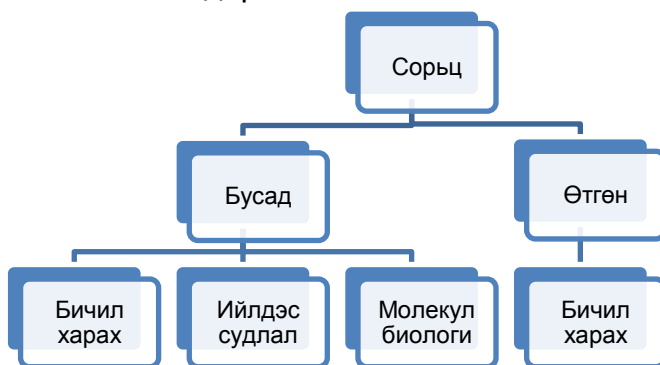 Сорьц
Бусад
Өтгөн
Бичил
харах
Ийлдэс
судлал
Молекул
биологи
Бичил
харах